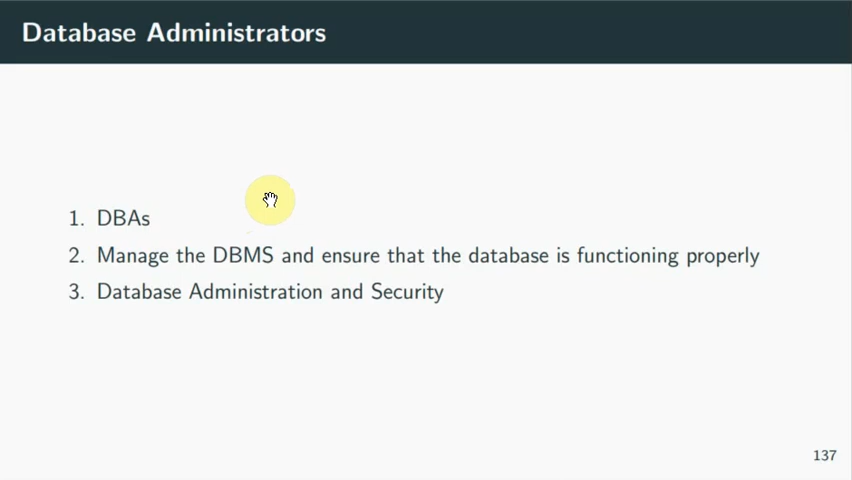 Database Administrators
1. DBAs
2. Manage the DBMS and ensure that the database is functioning properly
3. Database Administration and Security
137